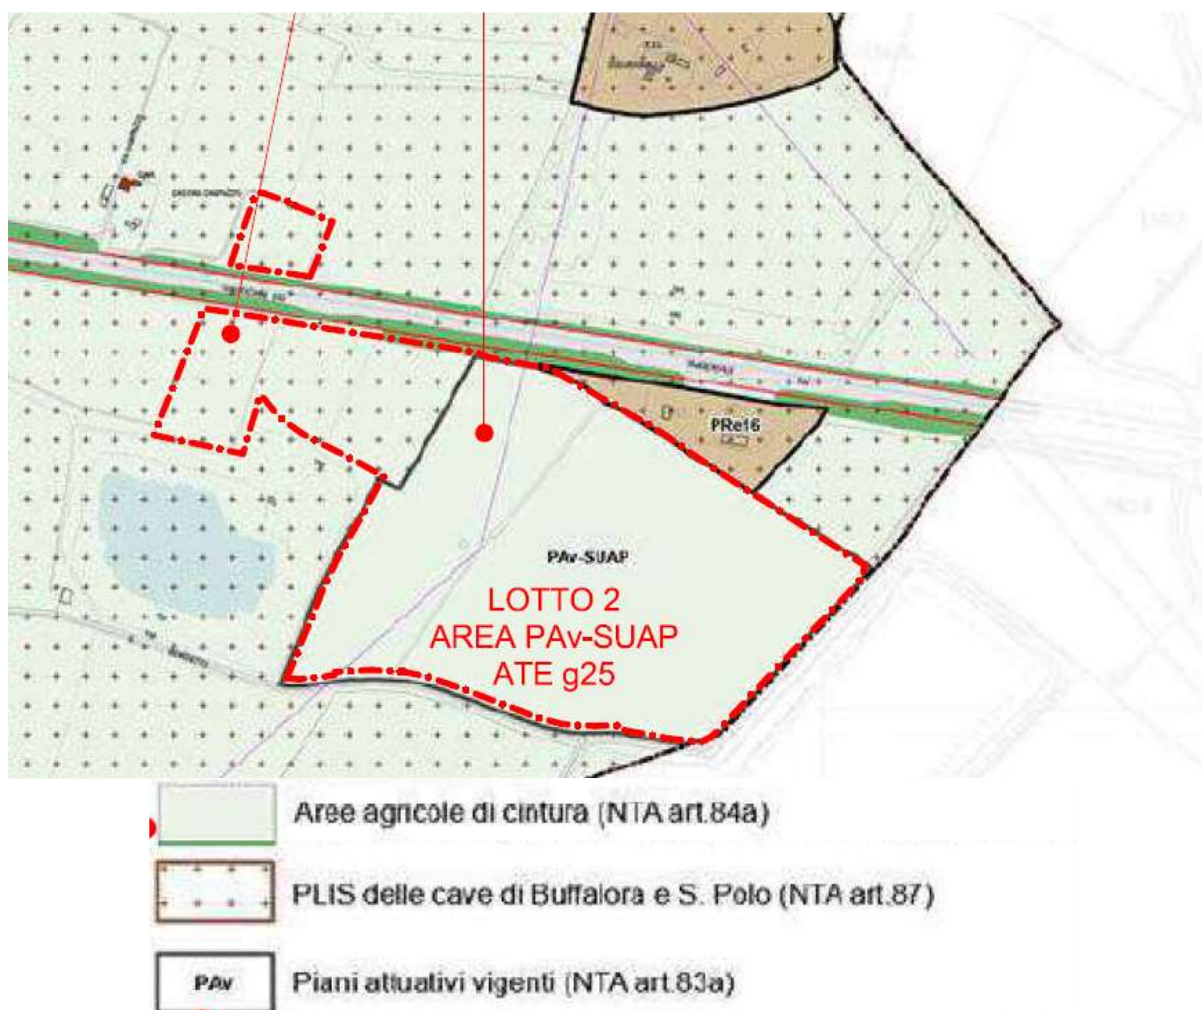 PRe16
PAv-SUAP
LOTTO 2
AREA PAv-SUAP
ATE g25
Aree agricole di cintura (NTA art.84a)
PLIS delle cave di Buffalora e S. Polo (NTA art.87)
PAv Piani attuativi vigenti (NTA art.83a)